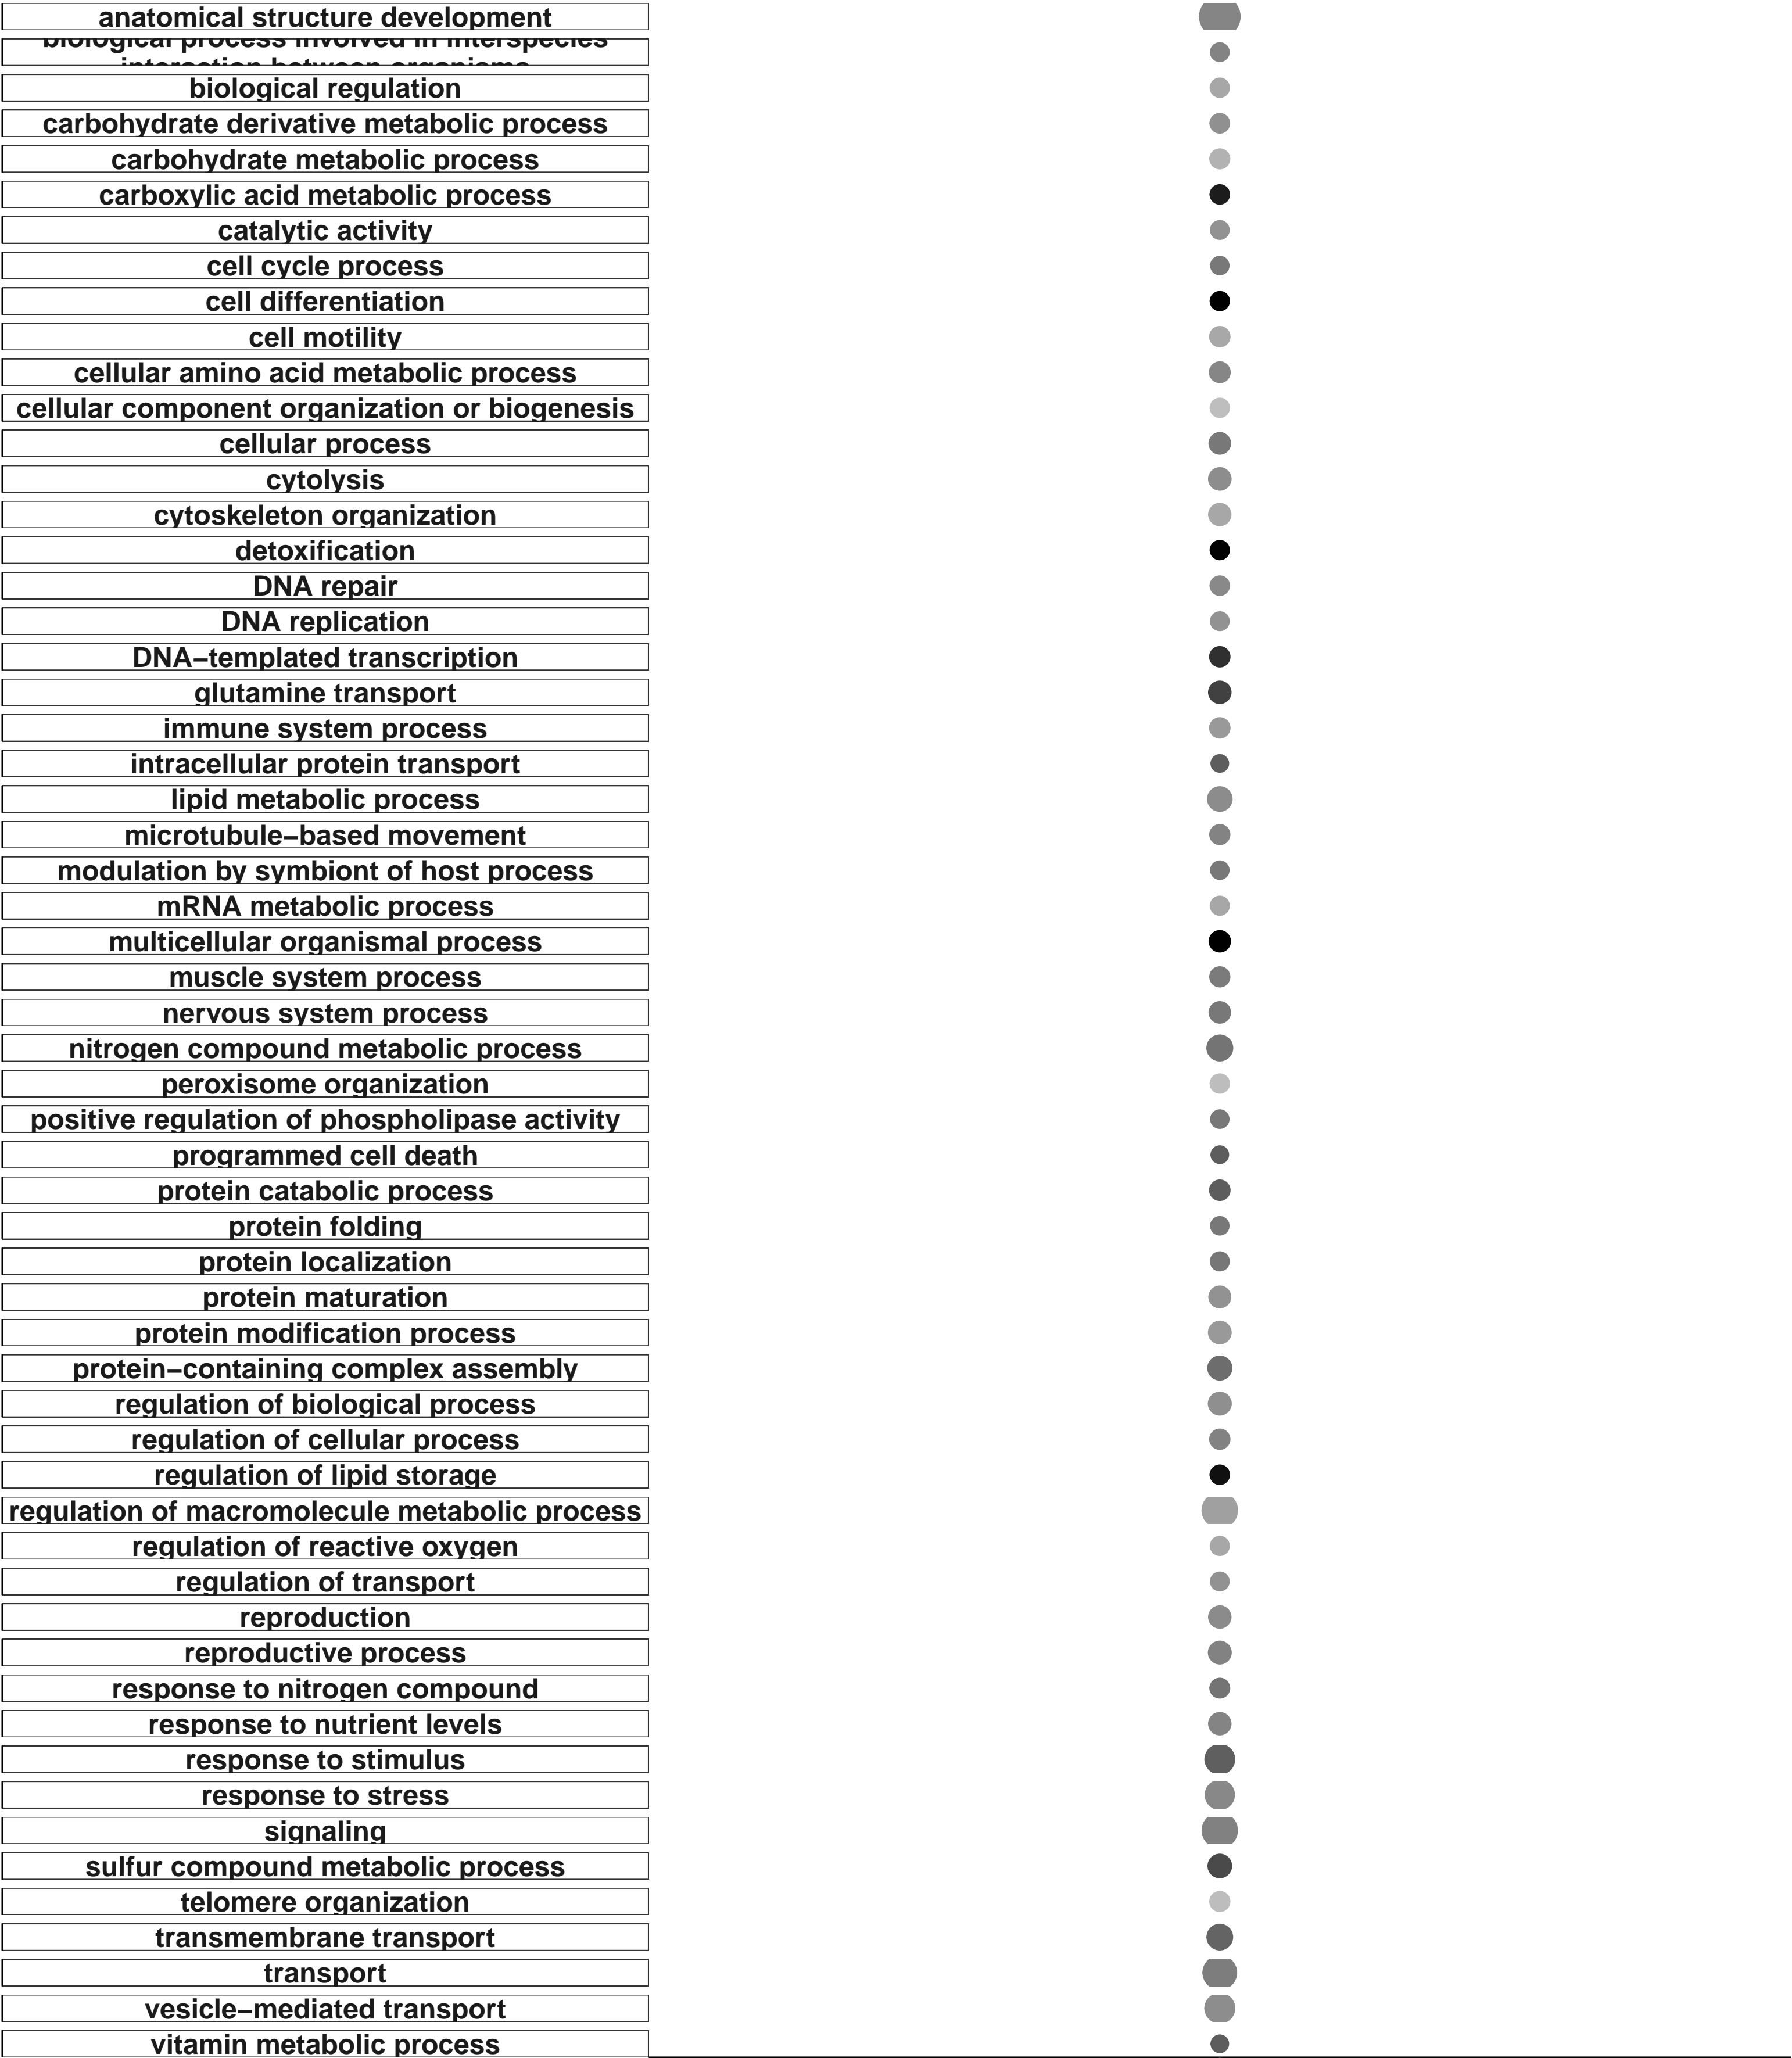 anatomical structure development
biological process involved in interspecies
interaction between organisms
biological regulation
carbohydrate derivative metabolic process
carbohydrate metabolic process
carboxylic acid metabolic process
catalytic activity
cell cycle process
cell differentiation
cell motility
cellular amino acid metabolic process
cellular component organization or biogenesis
cellular process
cytolysis
cytoskeleton organization
detoxification
DNA repair
DNA replication
DNA−templated transcription
glutamine transport
immune system process
intracellular protein transport
lipid metabolic process
microtubule−based movement
modulation by symbiont of host process
mRNA metabolic process
multicellular organismal process
muscle system process
nervous system process
nitrogen compound metabolic process
peroxisome organization
positive regulation of phospholipase activity
programmed cell death
protein catabolic process
protein folding
protein localization
protein maturation
protein modification process
protein−containing complex assembly
regulation of biological process
regulation of cellular process
regulation of lipid storage
regulation of macromolecule metabolic process
regulation of reactive oxygen
regulation of transport
reproduction
reproductive process
response to nitrogen compound
response to nutrient levels
response to stimulus
response to stress
signaling
sulfur compound metabolic process
telomere organization
transmembrane transport
transport
vesicle−mediated transport
vitamin metabolic process